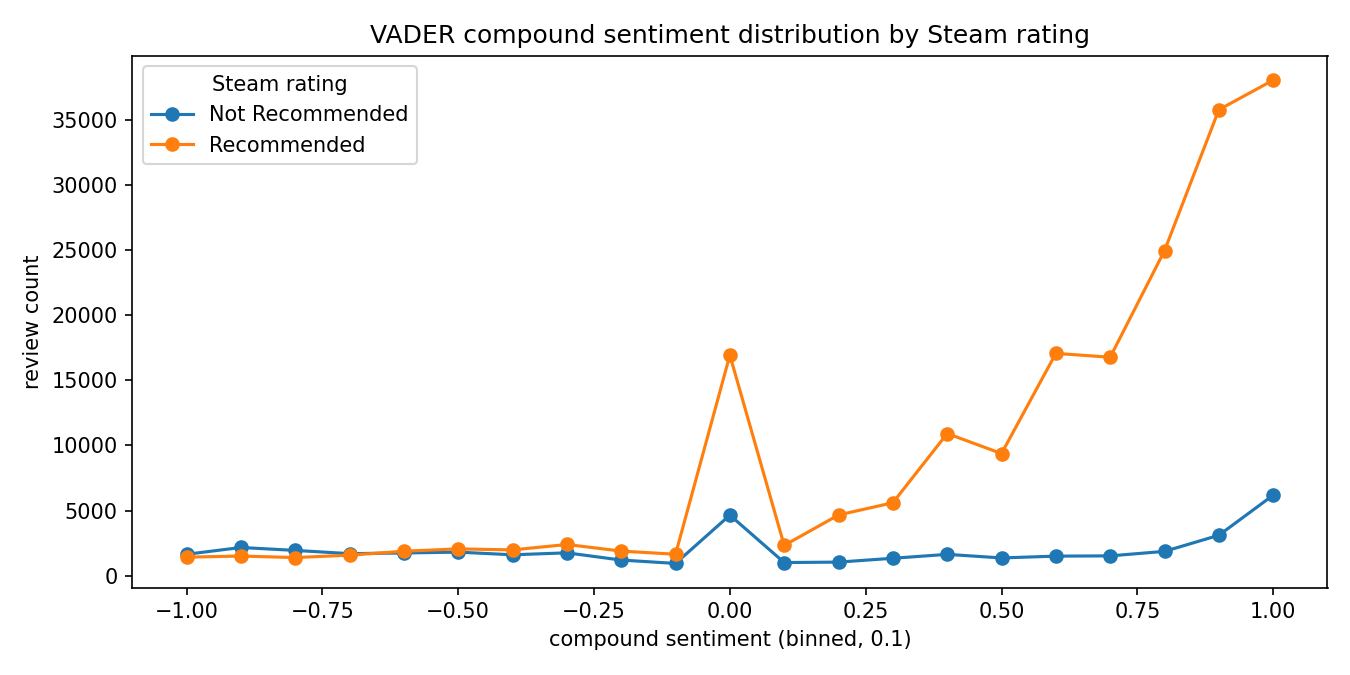 VADER compound sentiment distribution by Steam rating
Steam rating
Not Recommended
Recommended
review count
35000
30000
25000
20000
15000
10000
5000
0
−1.00 −0.75 −0.50 −0.25 0.00 0.25 0.50 0.75 1.00
compound sentiment (binned, 0.1)